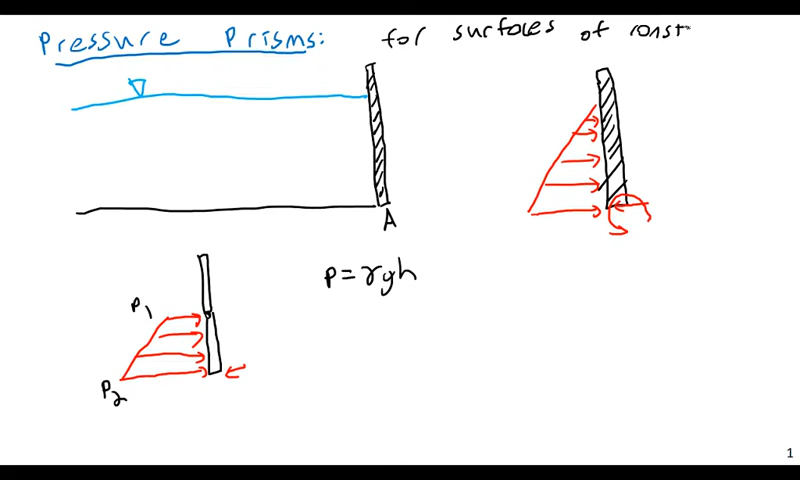 Pressure Prisms: for surfaces of const
A
P = γgh
P1
P2
1